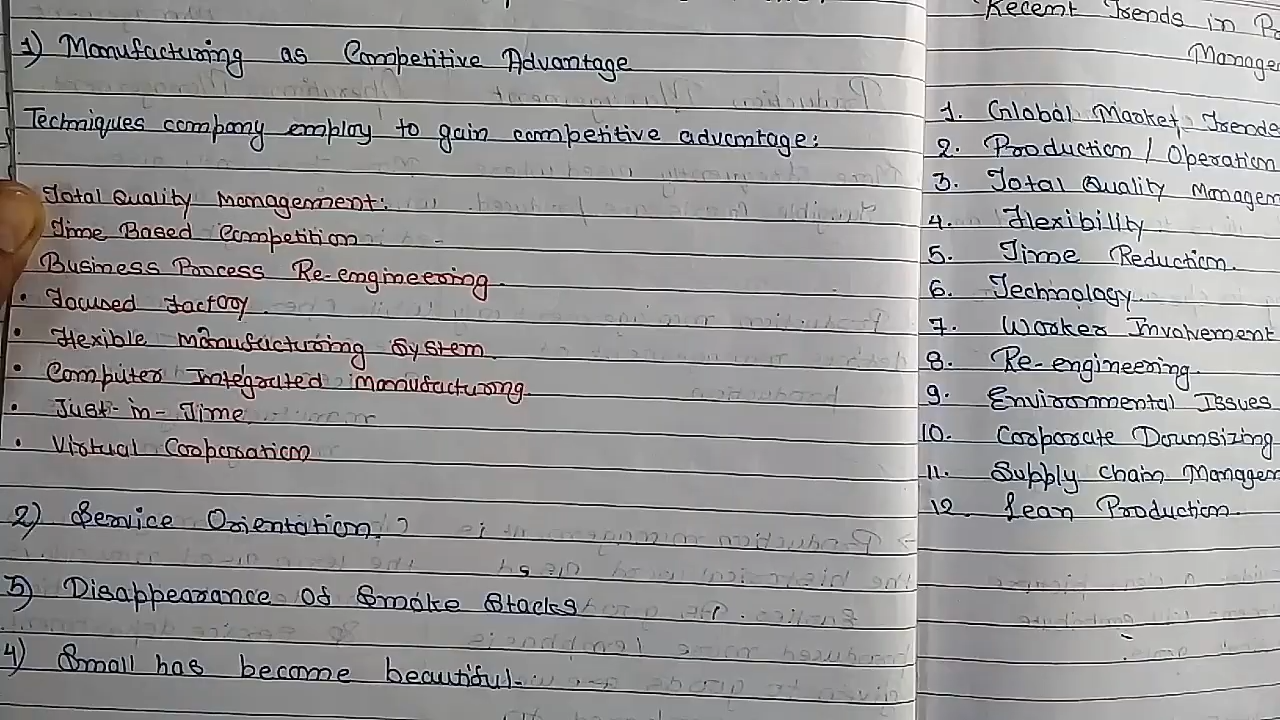 1) Manufacturing as Competitive Advantage
Techniques company employ to gain competitive advantage:
Total Quality Management:
Time Based Competition
Business Process Re-engineering
• Focused Factory
• Flexible manufacturing System
• Computer Integrated manufacturing
• Just-in-Time
• Virtual Cooperation
2) Service Orientation:
3) Disappearance of Smoke Stacks
4) Small has become beautiful.
Recent Trends in
1. Global Market, Trends
2. Production / Operation
3. Total Quality
4. Flexibility
5. Time Reduction.
6. Technology
7. Worker Involvement
8. Re-engineering
9. Environmental Issues
10. Corporate Downsizing
11. Supply Chain
12. Lean Production.